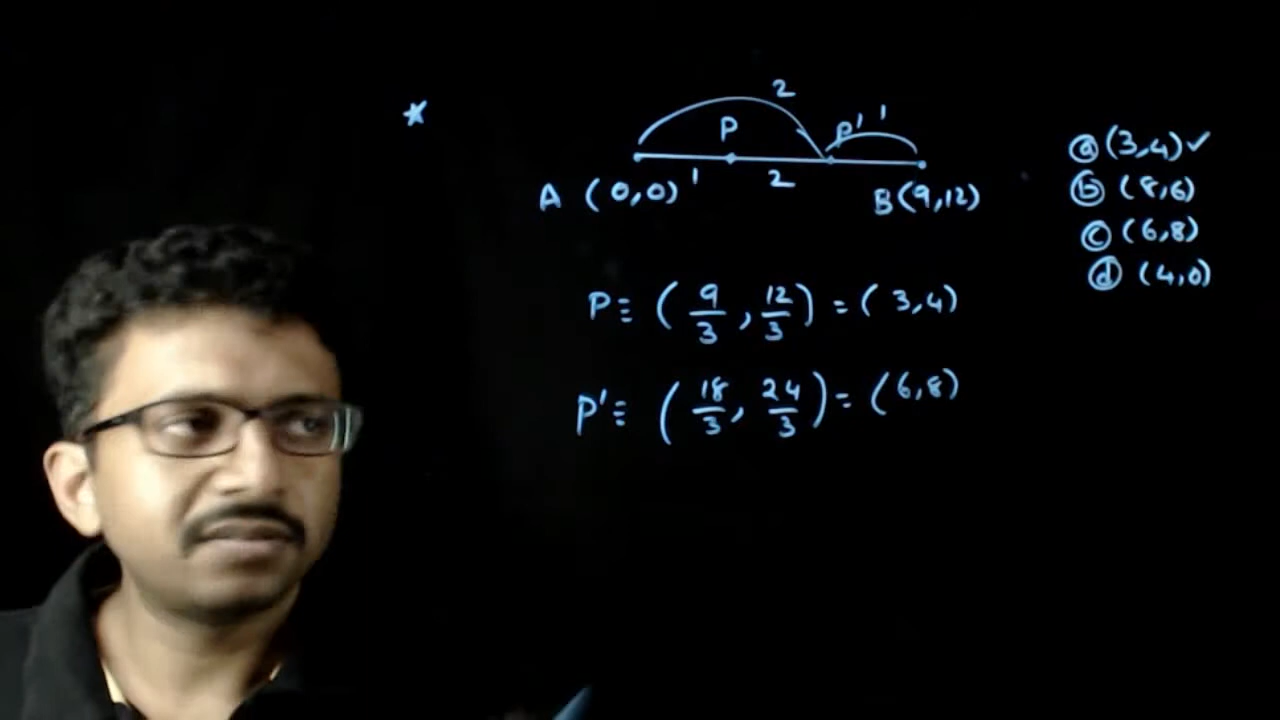 2
P P' 1
A (0,0) 1 2 B(9,12)
ⓐ (3,4) ✓
ⓑ (8,6)
ⓒ (6,8)
ⓓ (4,0)
P ≡ ( 9/3 , 12/3 ) = ( 3,4)
P' ≡ ( 18/3 , 24/3 ) = (6,8)